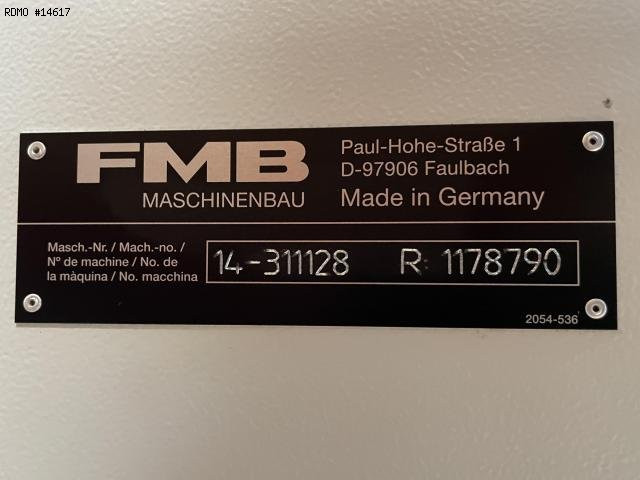 RDMO #14617
FMB
MASCHINENBAU
Paul-Hohe-Straße 1
D-97906 Faulbach
Made in Germany
Masch.-Nr. / Mach.-no. /
N° de machine / No. de
la màquina / No. macchina
14-311128 R: 1178790
2054-536